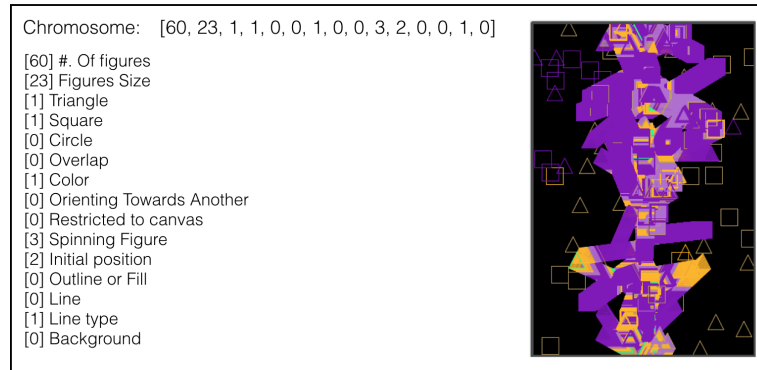 Chromosome: [60, 23, 1, 1, 0, 0, 1, 0, 0, 3, 2, 0, 0, 1, 0]
[60] #. Of figures
[23] Figures Size
[1] Triangle
[1] Square
[0] Circle
[0] Overlap
[1] Color
[0] Orienting Towards Another
[0] Restricted to canvas
[3] Spinning Figure
[2] Initial position
[0] Outline or Fill
[0] Line
[1] Line type
[0] Background